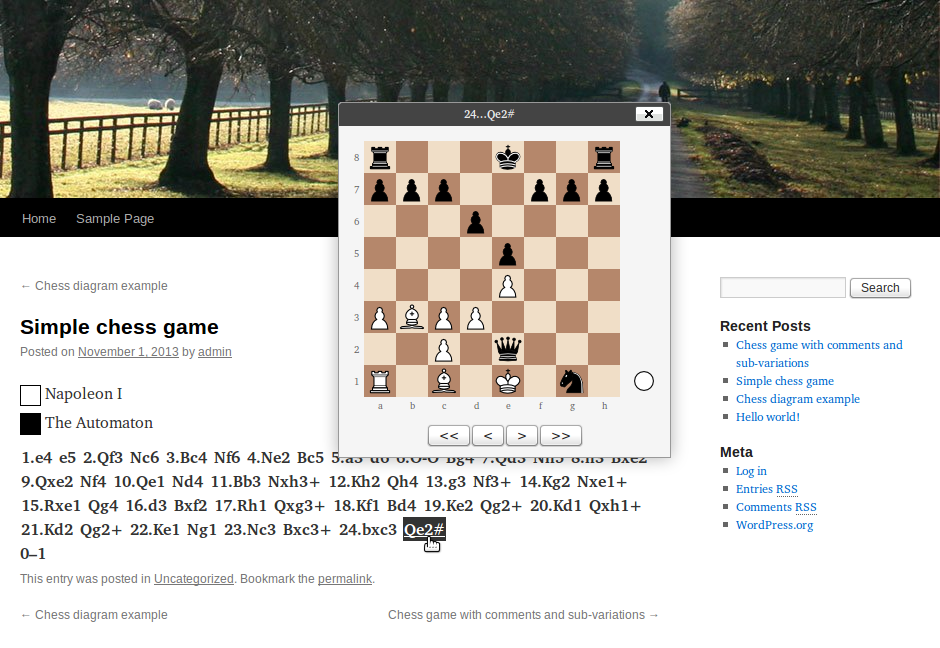 24...Qe2#
8
7
6
5
4
3
2
1
a b c d e f g h
<< < > >>
Home Sample Page
← Chess diagram example
Simple chess game
Posted on November 1, 2013 by admin
Napoleon I
The Automaton
1.e4 e5 2.Qf3 Nc6 3.Bc4 Nf6 4.Ne2 Bc5 5.a3 d6 6.O-O Bg4 7.Qd3 Nh5 8.h3 Bxe2
9.Qxe2 Nf4 10.Qe1 Nd4 11.Bb3 Nxh3+ 12.Kh2 Qh4 13.g3 Nf3+ 14.Kg2 Nxe1+
15.Rxe1 Qg4 16.d3 Bxf2 17.Rh1 Qxg3+ 18.Kf1 Bd4 19.Ke2 Qg2+ 20.Kd1 Qxh1+
21.Kd2 Qg2+ 22.Ke1 Ng1 23.Nc3 Bxc3+ 24.bxc3 Qe2#
0–1
This entry was posted in Uncategorized. Bookmark the permalink.
← Chess diagram example
Chess game with comments and sub-variations →
Search
Recent Posts
Chess game with comments and
sub-variations
Simple chess game
Chess diagram example
Hello world!
Meta
Log in
Entries RSS
Comments RSS
WordPress.org